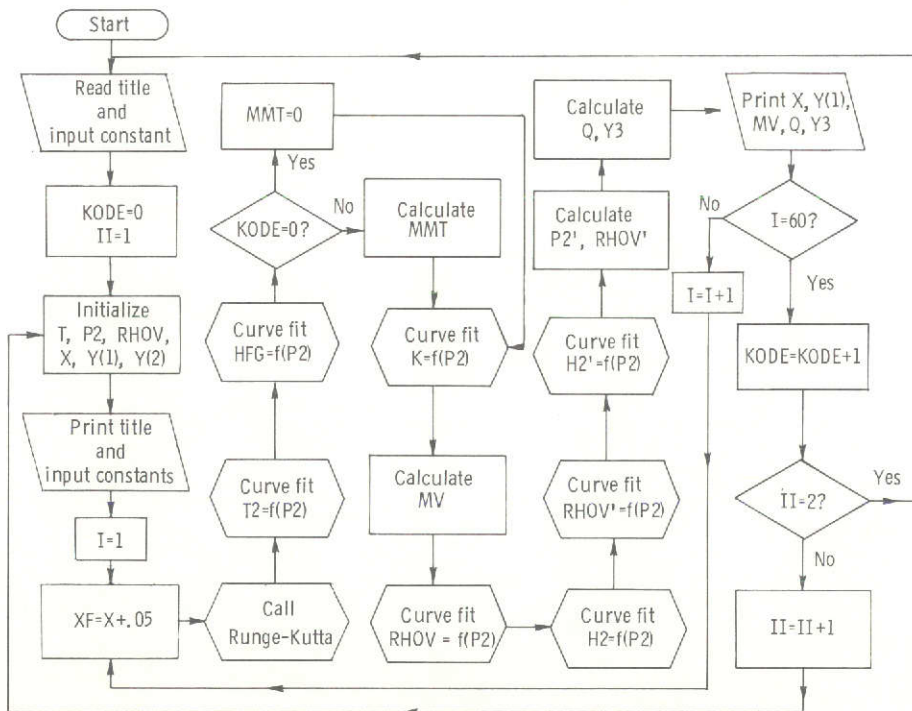 Start
Read title
and
input constant
KODE=0
II=1
Initialize
T, P2, RHOV,
X, Y(1), Y(2)
Print title
and
input constants
I=1
XF=X+.05
Call
Runge-Kutta
Curve fit
T2=f(P2)
Curve fit
HFG=f(P2)
KODE=0?
Yes
MMT=0
No
Calculate
MMT
Curve fit
K=f(P2)
Calculate
MV
Curve fit
RHOV = f(P2)
Curve fit
H2=f(P2)
Curve fit
RHOV'=f(P2)
Curve fit
H2'=f(P2)
Calculate
P2', RHOV'
Calculate
Q, Y3
Print X, Y(1),
MV, Q, Y3
I=60?
No
I=I+1
Yes
KODE=KODE+1
II=2?
Yes
No
II=II+1